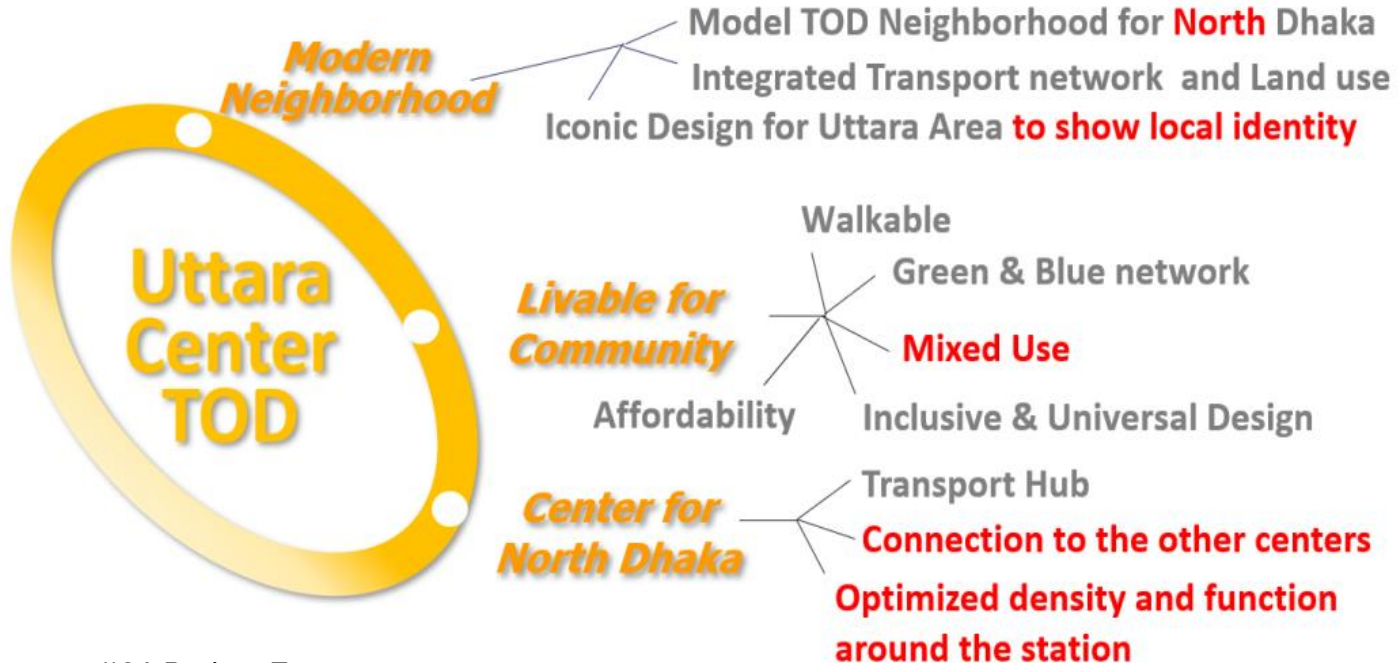 Uttara
Center
TOD
Modern
Neighborhood
Model TOD Neighborhood for North Dhaka
Integrated Transport network and Land use
Iconic Design for Uttara Area to show local identity
Livable for
Community
Walkable
Green & Blue network
Mixed Use
Inclusive & Universal Design
Affordability
Center for
North Dhaka
Transport Hub
Connection to the other centers
Optimized density and function
around the station